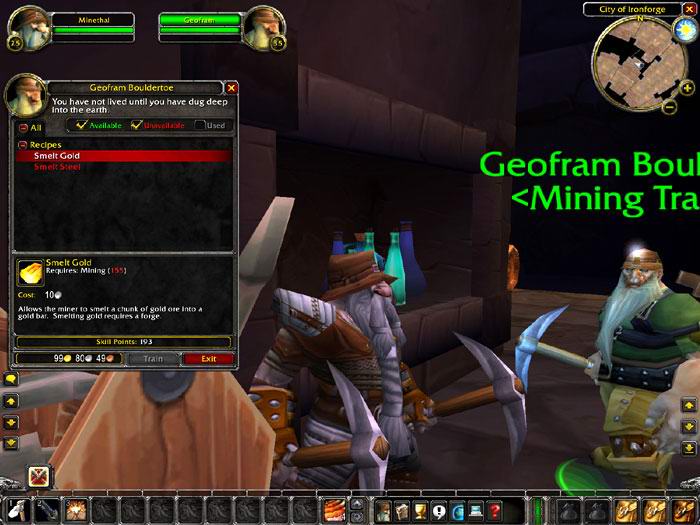 Minethal
25
Geofram
55
City of Ironforge
N
Geofram Bouldertoe
You have not lived until you have dug deep
into the earth.
All
Available
Unavailable
Used
Recipes
Smelt Gold
Smelt Steel
Smelt Gold
Requires: Mining (155)
Cost: 10
Allows the miner to smelt a chunk of gold ore into a
gold bar. Smelting gold requires a forge.
Skill Points: 193
99 80 49
Train
Exit
Geofram Boul
<Mining Tra